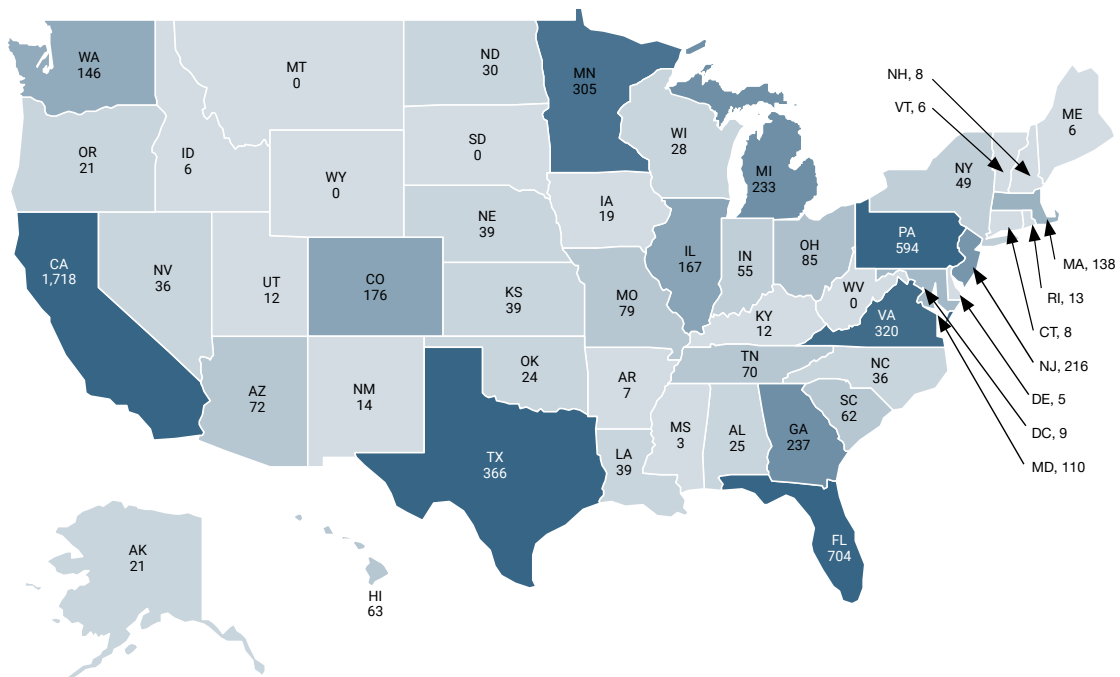 WA
146
MT
0
ND
30
MN
305
NH, 8
VT, 6
ME
6
OR
21
ID
6
SD
0
WI
28
MI
233
NY
49
WY
0
IA
19
NE
39
PA
594
MA, 138
CA
1,718
NV
36
UT
12
CO
176
KS
39
MO
79
IL
167
IN
55
OH
85
WV
0
VA
320
RI, 13
KY
12
CT, 8
NJ, 216
AZ
72
NM
14
OK
24
AR
7
TN
70
NC
36
SC
62
DE, 5
DC, 9
MD, 110
TX
366
LA
39
MS
3
AL
25
GA
237
AK
21
HI
63
FL
704